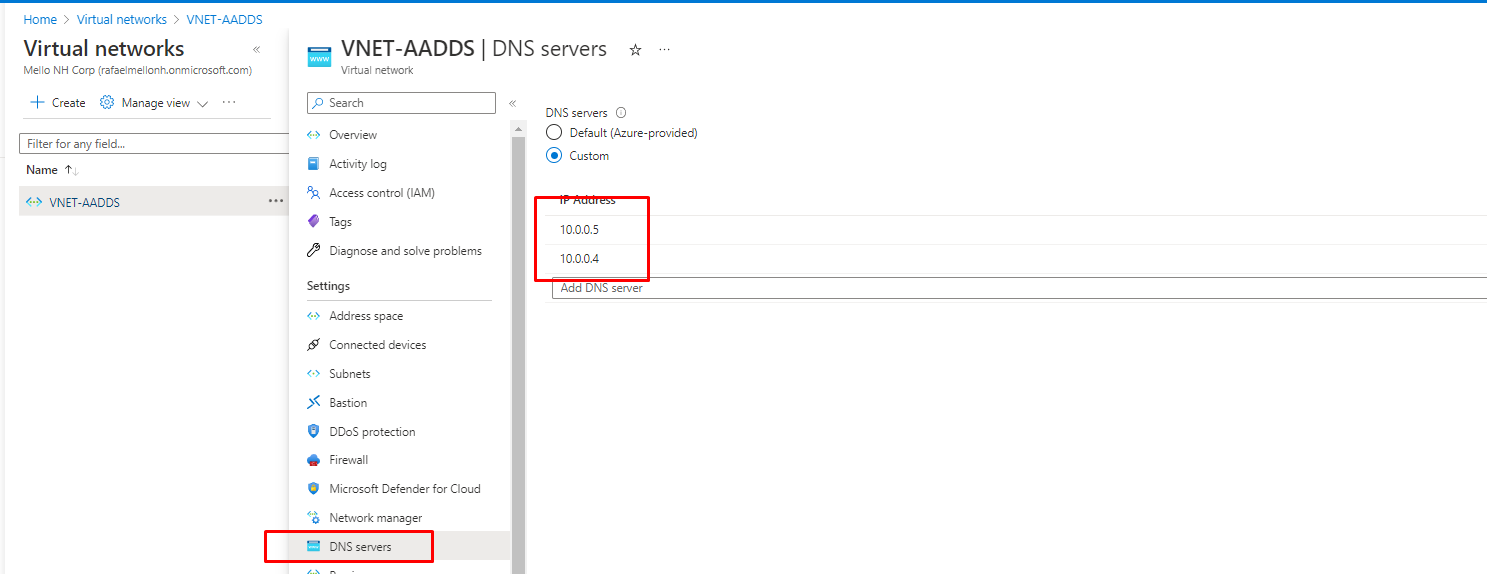 Home > Virtual networks > VNET-AADDS
Virtual networks «
Mello NH Corp (rafaelmellonh.onmicrosoft.com)
+ Create Manage view ...
Filter for any field...
Name ↑↓
VNET-AADDS ...
VNET-AADDS | DNS servers ☆ ...
Virtual network
www
Search «
Overview
Activity log
Access control (IAM)
Tags
Diagnose and solve problems
Settings
Address space
Connected devices
Subnets
Bastion
DDoS protection
Firewall
Microsoft Defender for Cloud
Network manager
DNS servers
DNS servers
Default (Azure-provided)
Custom
IP Address
10.0.0.5
10.0.0.4
Add DNS server